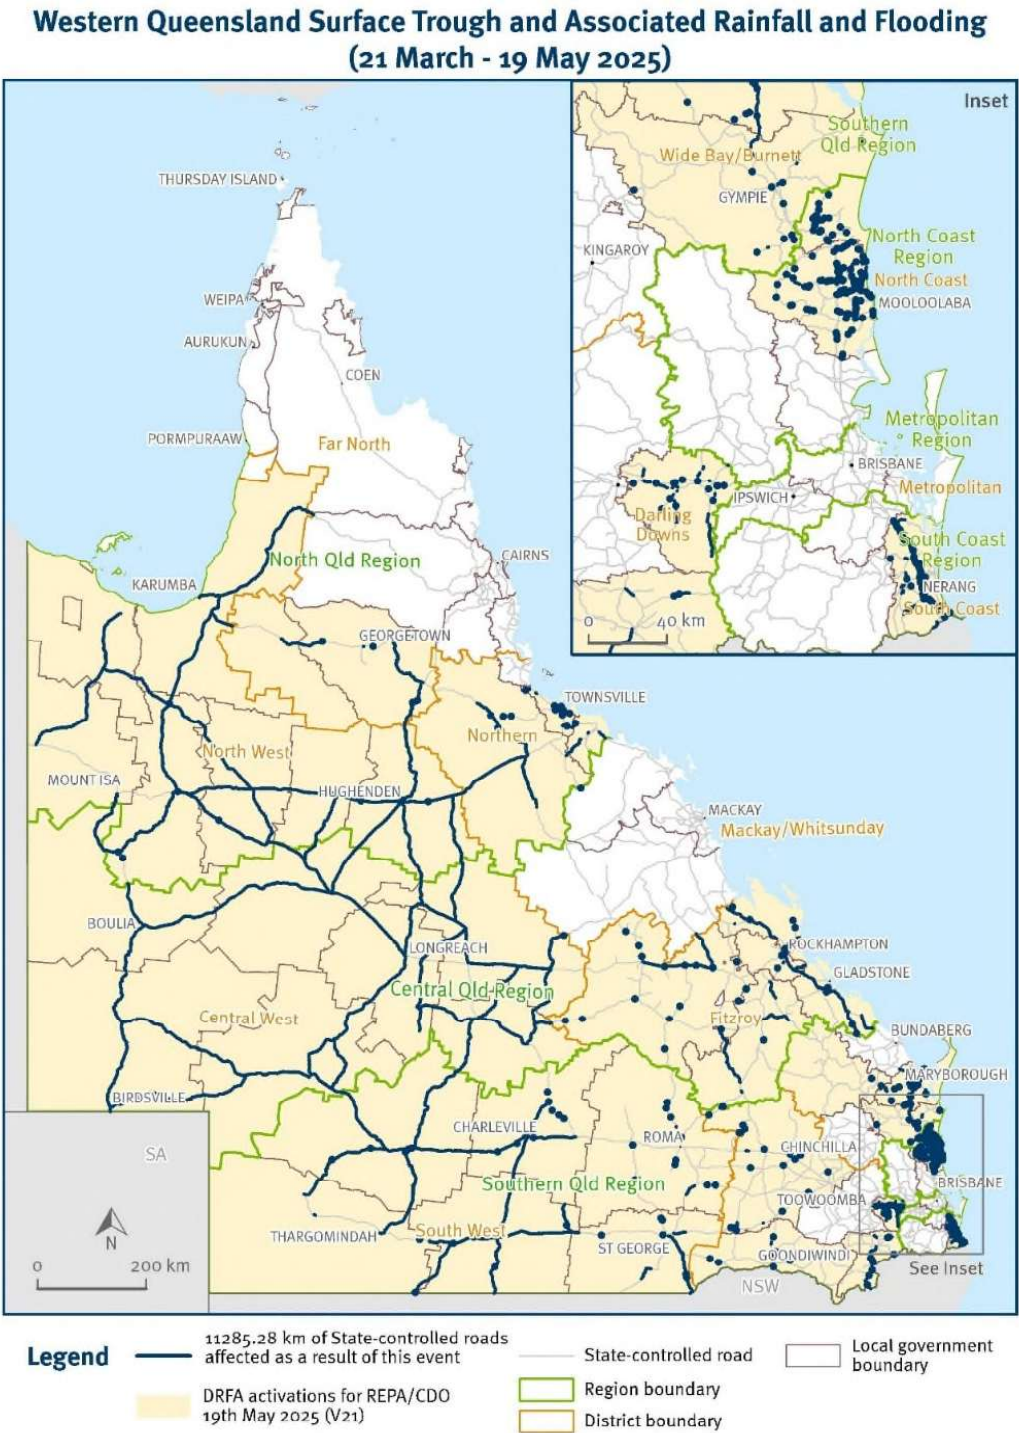 Western Queensland Surface Trough and Associated Rainfall and Flooding
(21 March - 19 May 2025)
Inset
Southern
Qld Region
Wide Bay/Burnett
GYMPIE
KINGAROY
North Coast
Region
North Coast
MOOLOOLABA
Metropolitan
Region
BRISBANE
Metropolitan
IPSWICH
Darling
Downs
South Coast
Region
NERANG
South Coast
0 40 km
THURSDAY ISLAND
WEIPA
AURUKUN
COEN
PORMPURAAW
Far North
North Qld Region
CAIRNS
KARUMBA
GEORGETOWN
TOWNSVILLE
Northern
North West
MOUNT ISA
HUGHENDEN
MACKAY
Mackay/Whitsunday
BOULIA
LONGREACH
ROCKHAMPTON
GLADSTONE
Central Qld Region
Central West
Fitzroy
BUNDABERG
MARYBOROUGH
BIRDSVILLE
CHARLEVILLE
ROMA
CHINCHILLA
SA
Southern Qld Region
BRISBANE
TOOWOOMBA
THARGOMINDAH
South West
ST GEORGE
GOONDIWINDI
See Inset
NSW
N
0 200 km
Legend
11285.28 km of State-controlled roads
affected as a result of this event
DRFA activations for REPA/CDO
19th May 2025 (V21)
State-controlled road
Region boundary
District boundary
Local government
boundary